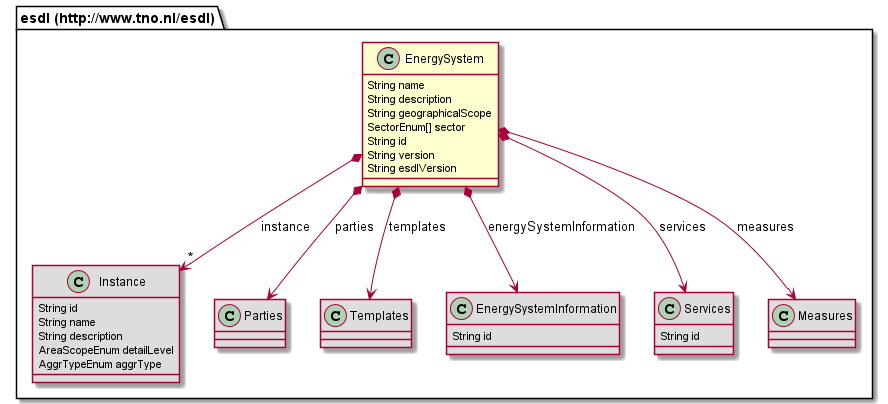 esdl (http://www.tno.nl/esdl)
C EnergySystem
String name
String description
String geographicalScope
SectorEnum[] sector
String id
String version
String esdlVersion
instance
parties
templates
energySystemInformation
services
measures
*
C Instance
String id
String name
String description
AreaScopeEnum detailLevel
AggrTypeEnum aggrType
C Parties
C Templates
C EnergySystemInformation
String id
C Services
String id
C Measures